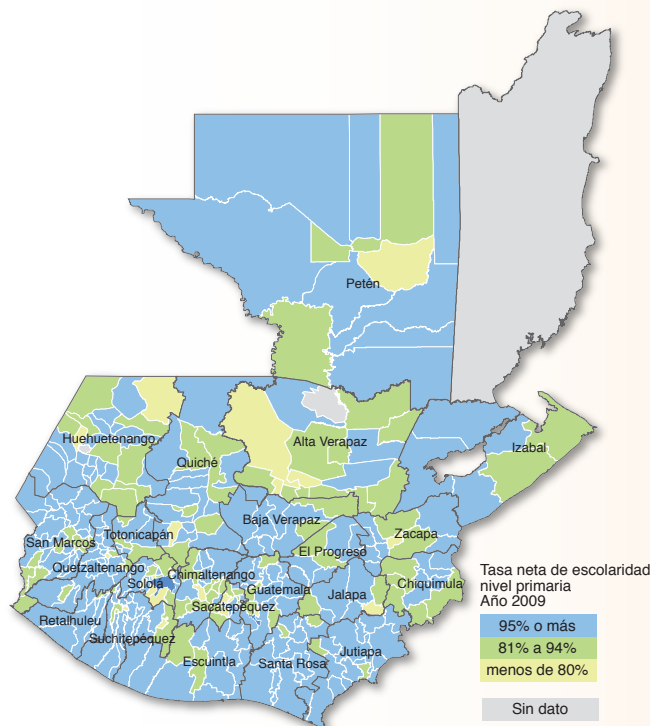 Petén
Huehuetenango
Quiché
Alta Verapaz
Izabal
Baja Verapaz
San Marcos
Totonicapán
El Progreso
Zacapa
Quetzaltenango
Sololá
Chimaltenango
Guatemala
Jalapa
Chiquimula
Sacatepéquez
Retalhuleu
Suchitepéquez
Escuintla
Santa Rosa
Jutiapa
Tasa neta de escolaridad
nivel primaria
Año 2009
95% o más
81% a 94%
menos de 80%
Sin dato